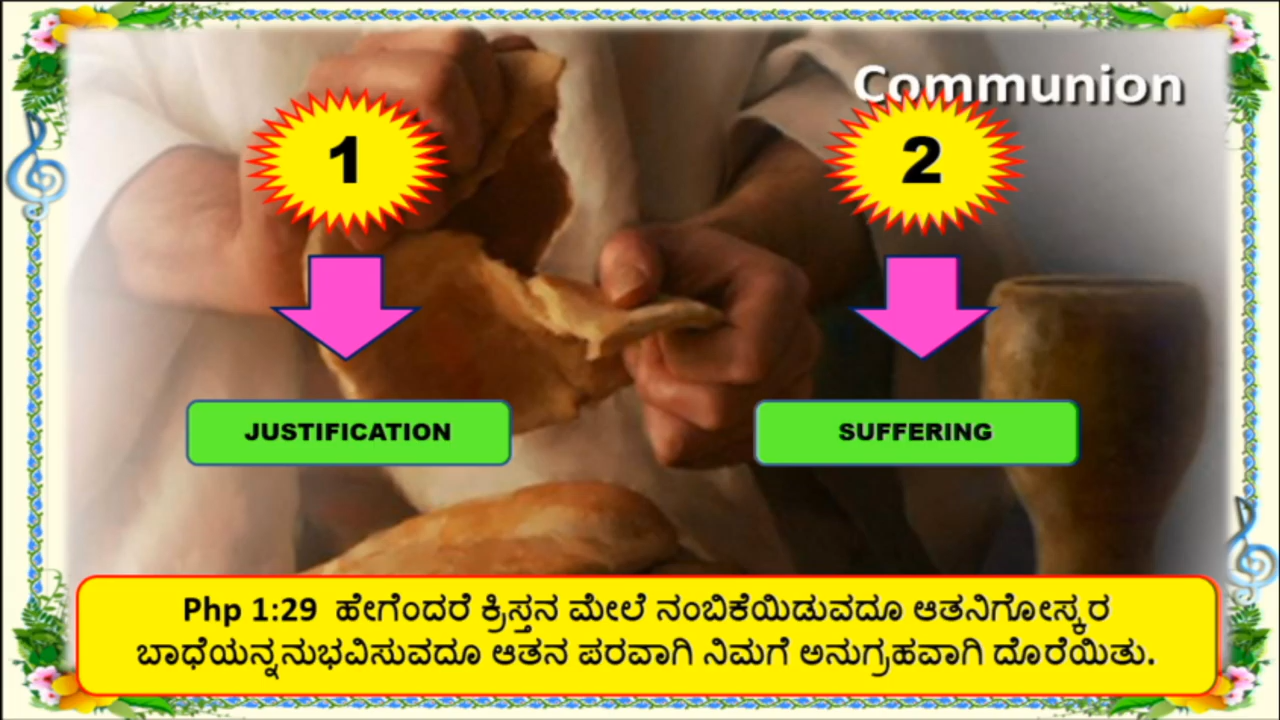 Communion
1
2
JUSTIFICATION
SUFFERING
Php 1:29 ಹೇಗೆಂದರೆ ಕ್ರಿಸ್ತನ ಮೇಲೆ ನಂಬಿಕೆಯಿಡುವದೂ ಆತನಿಗೋಸ್ಕರ
ಬಾಧೆಯನ್ನನುಭವಿಸುವದೂ ಆತನ ಪರವಾಗಿ ನಿಮಗೆ ಅನುಗ್ರಹವಾಗಿ ದೊರೆಯಿತು.